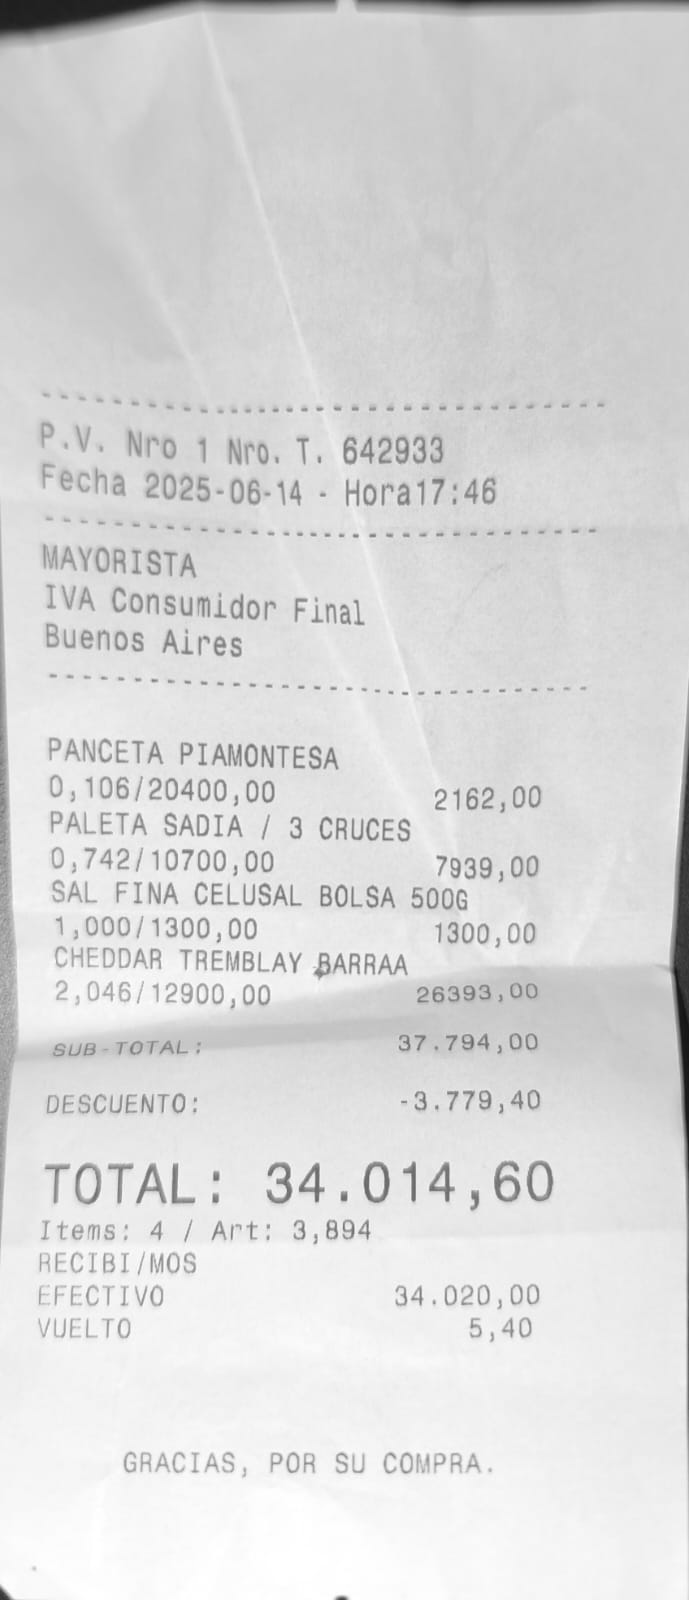 P.V. Nro 1 Nro. T. 642933
Fecha 2025-06-14 - Hora17:46
MAYORISTA
IVA Consumidor Final
Buenos Aires
PANCETA PIAMONTESA
0,106/20400,00 2162,00
PALETA SADIA / 3 CRUCES
0,742/10700,00 7939,00
SAL FINA CELUSAL BOLSA 500G
1,000/1300,00 1300,00
CHEDDAR TREMBLAY BARRAA
2,046/12900,00 26393,00
SUB-TOTAL: 37.794,00
DESCUENTO: -3.779,40
TOTAL: 34.014,60
Items: 4 / Art: 3,894
RECIBI/MOS
EFECTIVO 34.020,00
VUELTO 5,40
GRACIAS, POR SU COMPRA.